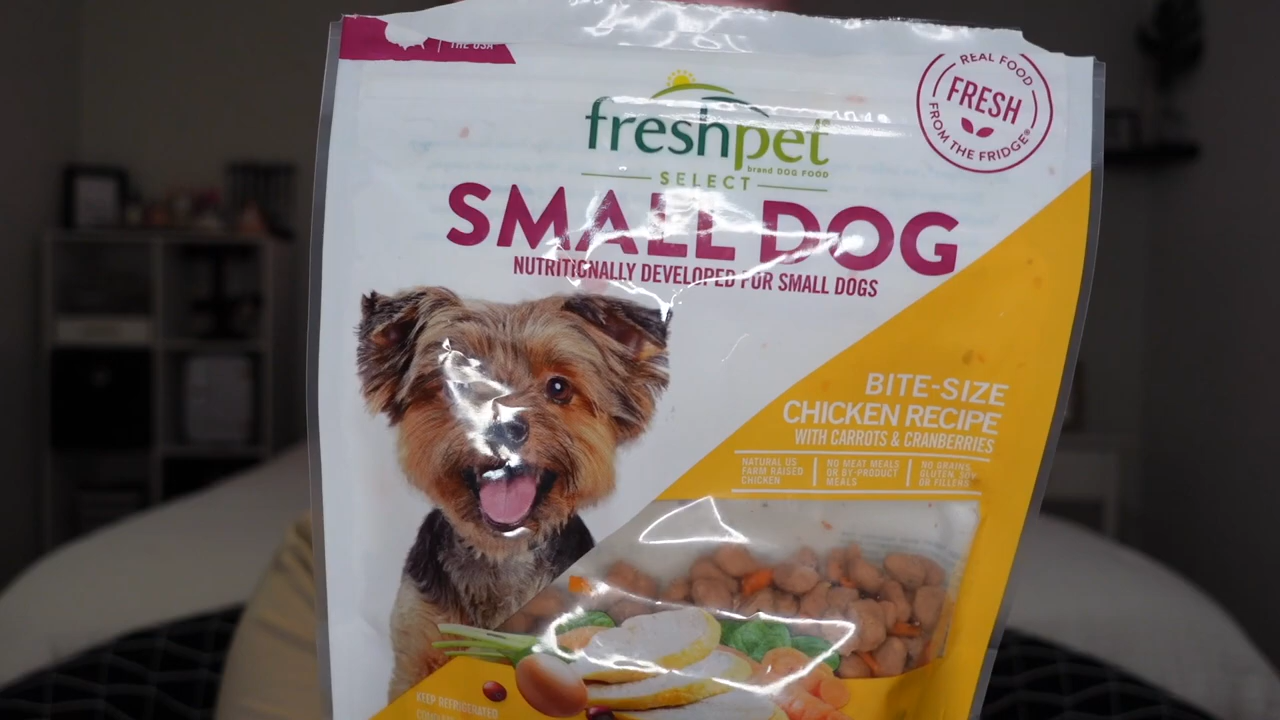 THE USA
REAL FOOD
FRESH
FROM THE FRIDGE®
freshpet®
brand DOG FOOD
SELECT
SMALL DOG
NUTRITIONALLY DEVELOPED FOR SMALL DOGS
BITE-SIZE
CHICKEN RECIPE
WITH CARROTS & CRANBERRIES
NATURAL US
FARM RAISED
CHICKEN
NO MEAT MEALS
OR BY-PRODUCT
MEALS
NO GRAINS,
GLUTEN, SOY
OR FILLERS
KEEP REFRIGERATED